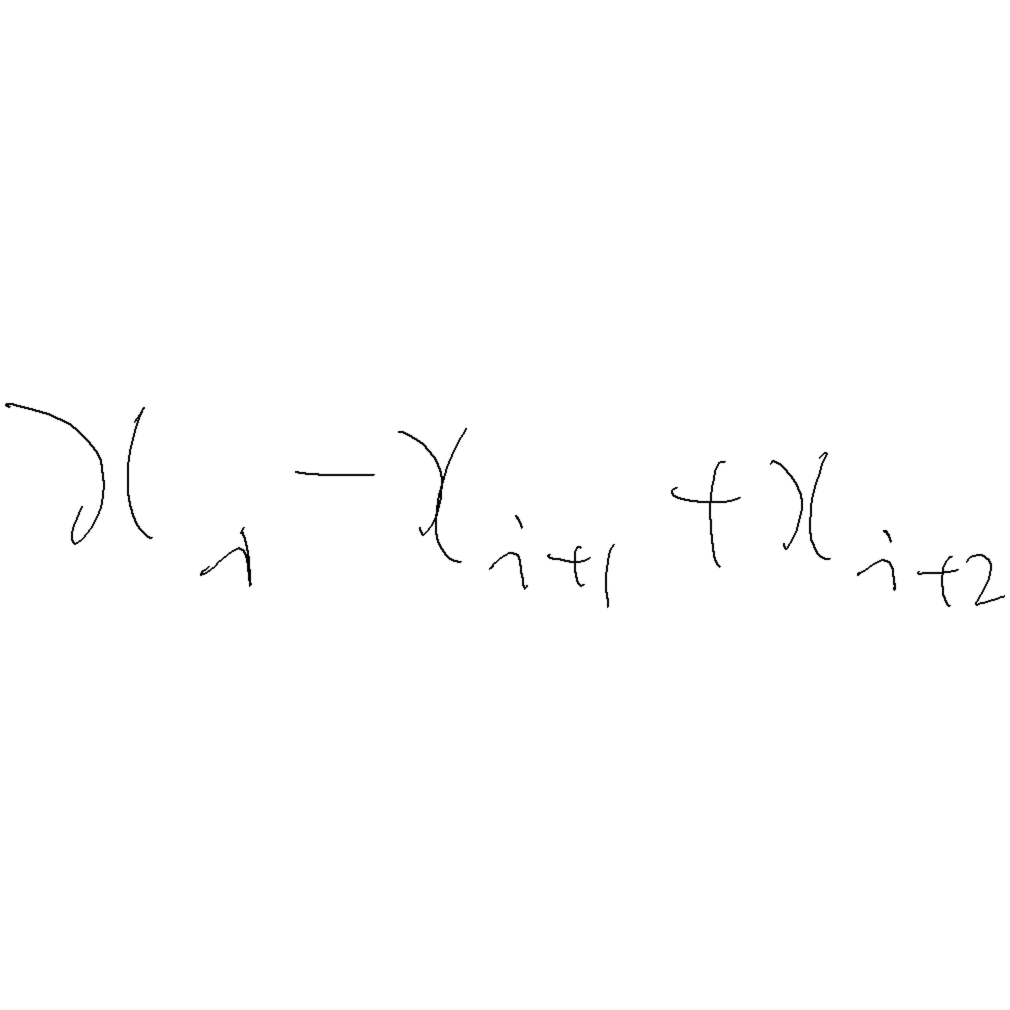 x_i - x_{i+1} + x_{i+2}